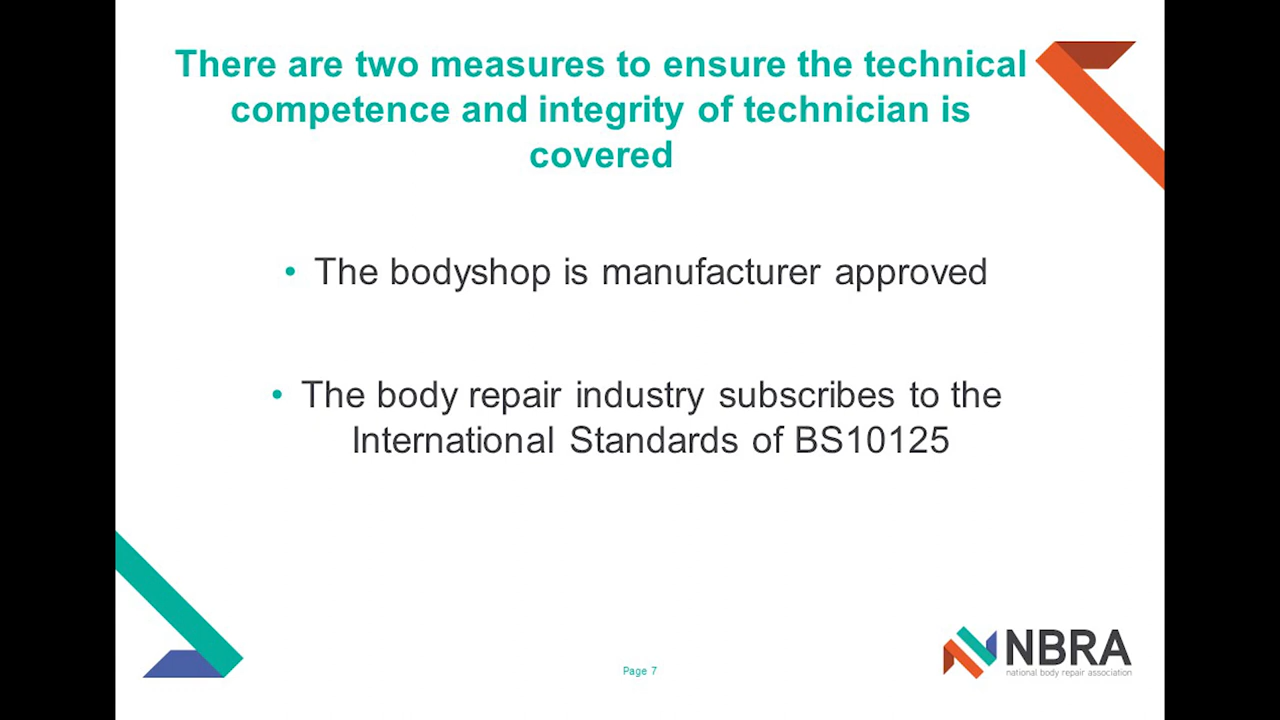 There are two measures to ensure the technical
competence and integrity of technician is
covered
• The bodyshop is manufacturer approved
• The body repair industry subscribes to the
International Standards of BS10125
Page 7
NBRA
national body repair association